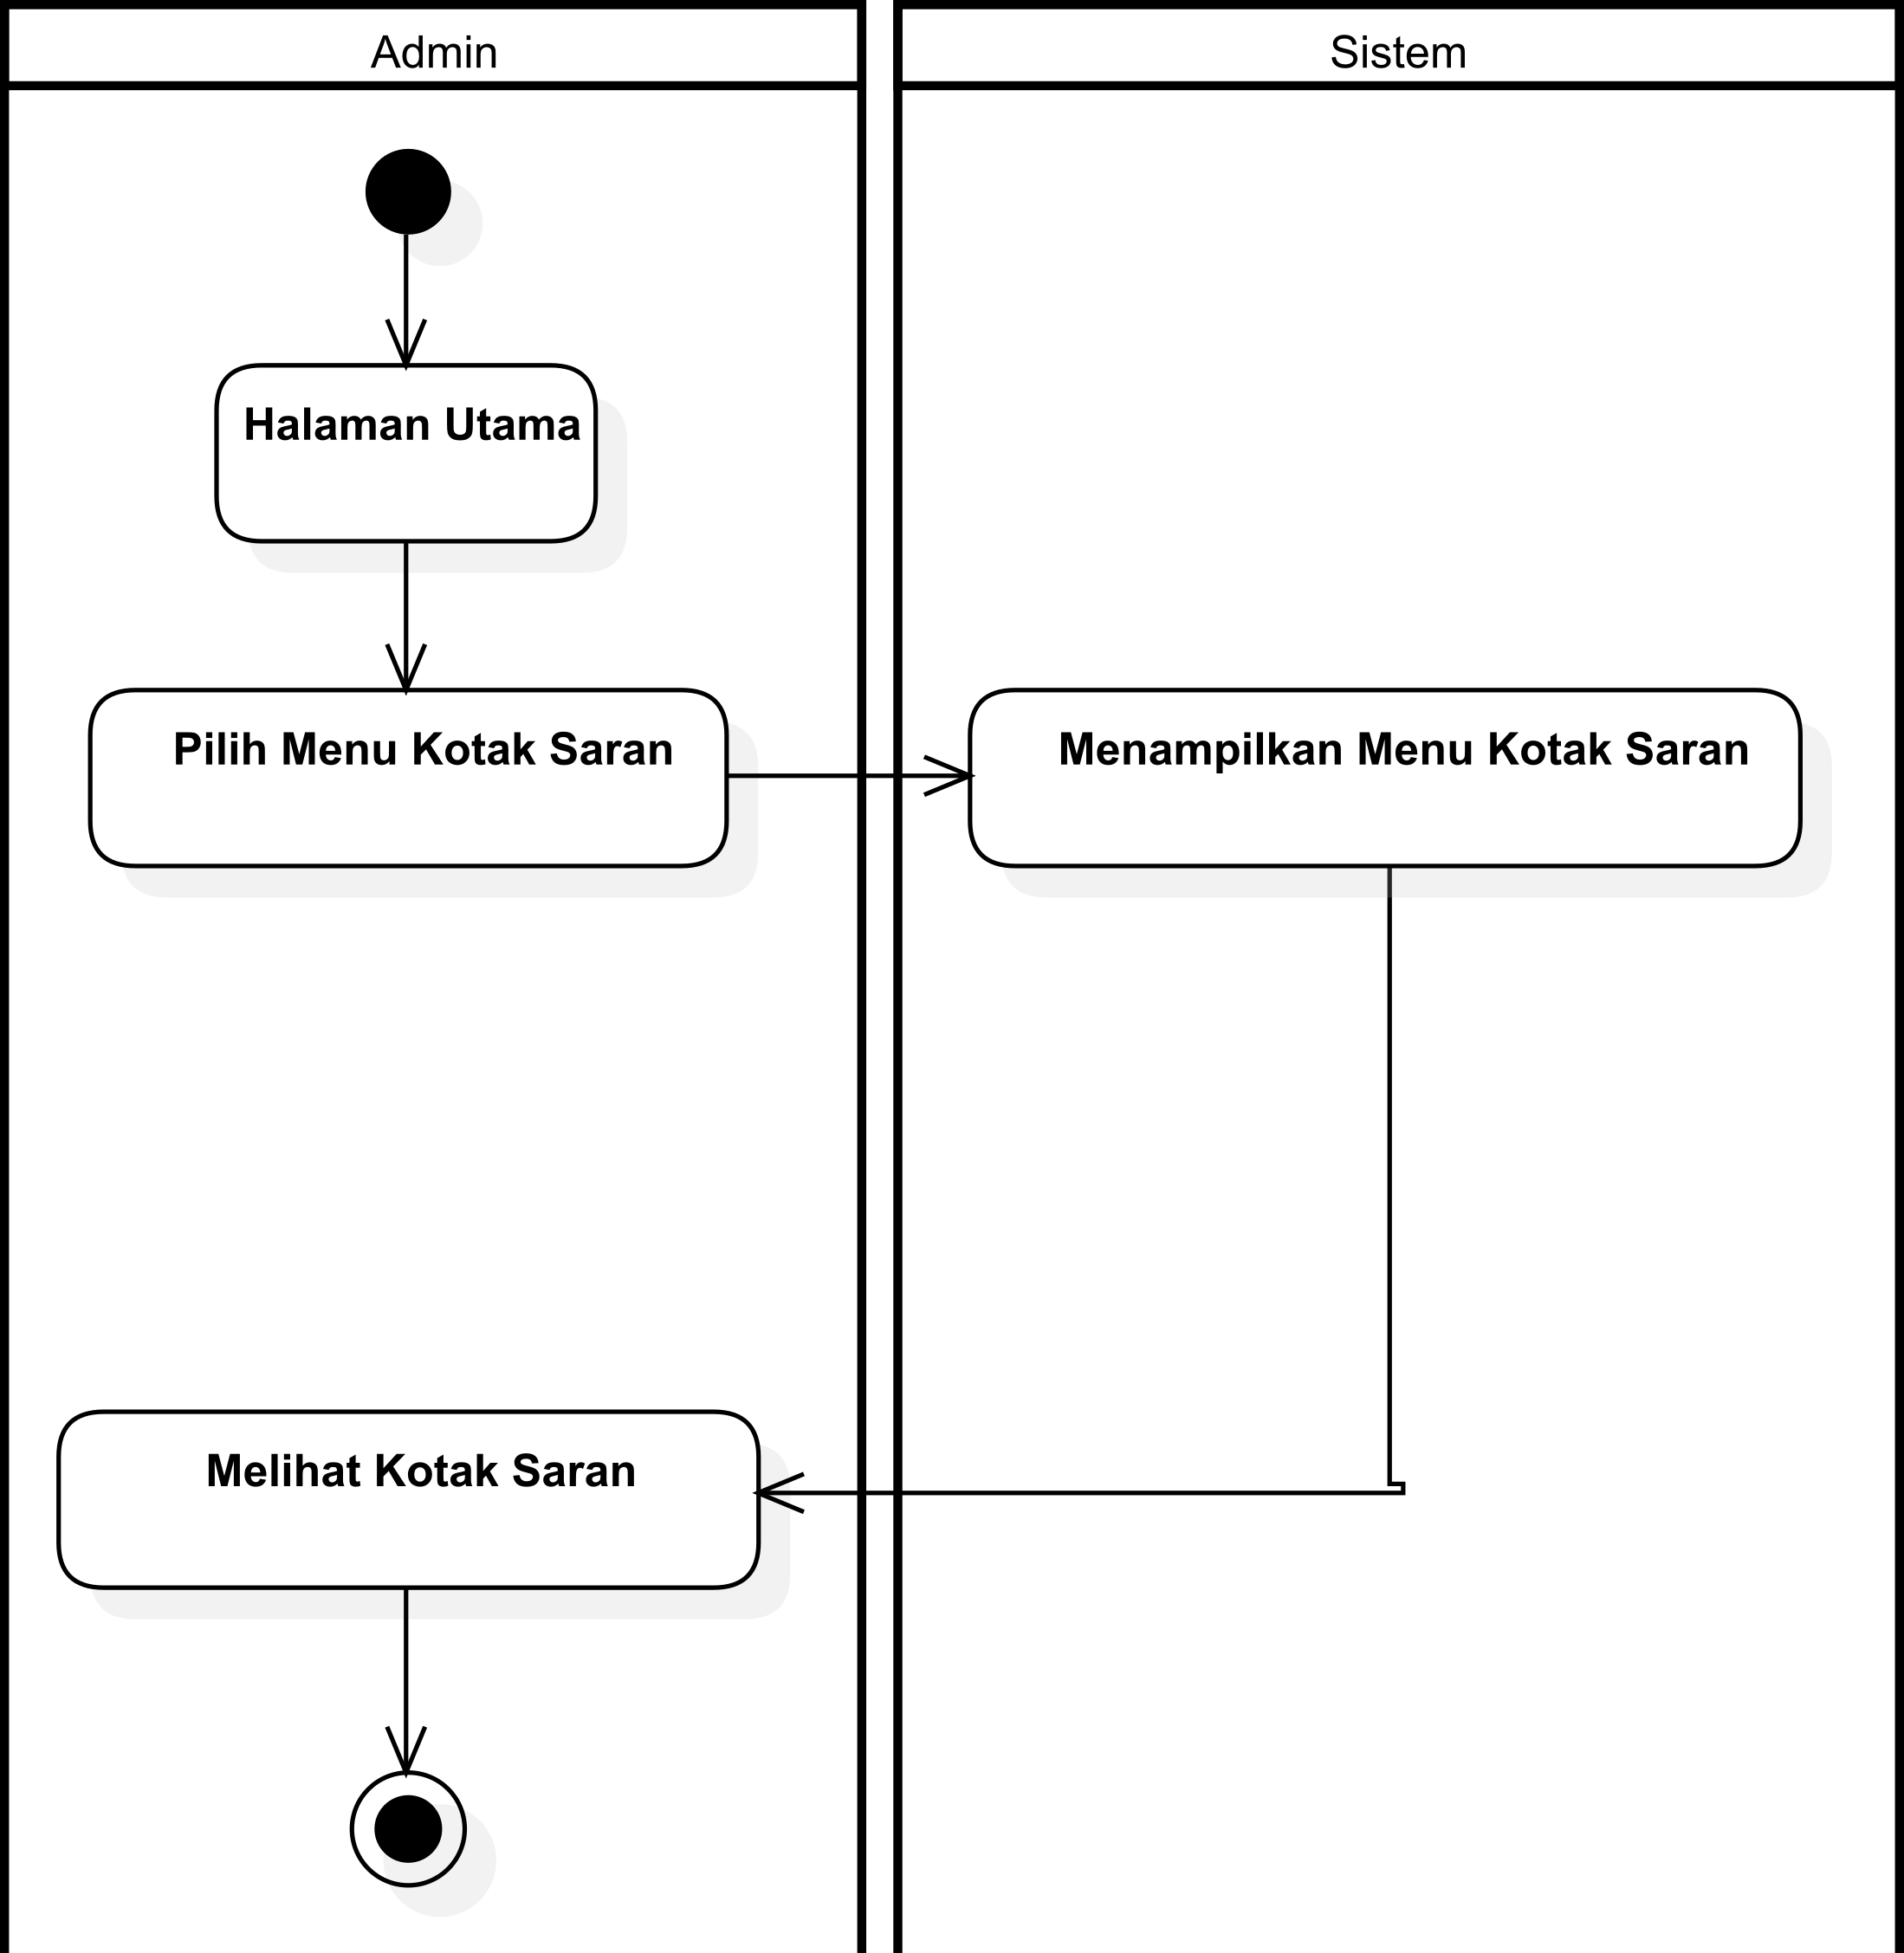 Admin
Sistem
Halaman Utama
Pilih Menu Kotak Saran
Menampilkan Menu Kotak Saran
Melihat Kotak Saran